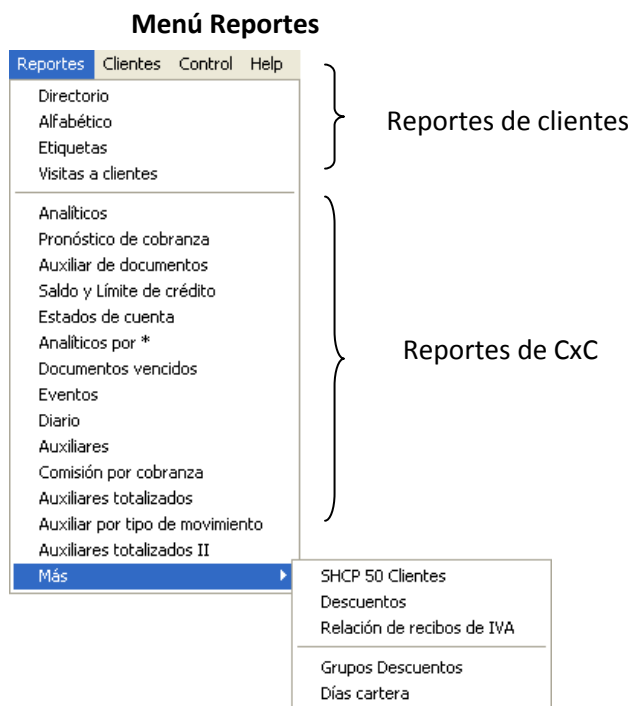 Menú Reportes
Reportes Clientes Control Help
Directorio
Alfabético
Etiquetas
Visitas a clientes
Reportes de clientes
Analíticos
Pronóstico de cobranza
Auxiliar de documentos
Saldo y Límite de crédito
Estados de cuenta
Analíticos por *
Documentos vencidos
Eventos
Diario
Auxiliares
Comisión por cobranza
Auxiliares totalizados
Auxiliar por tipo de movimiento
Auxiliares totalizados II
Más
Reportes de CxC
SHCP 50 Clientes
Descuentos
Relación de recibos de IVA
Grupos Descuentos
Días cartera